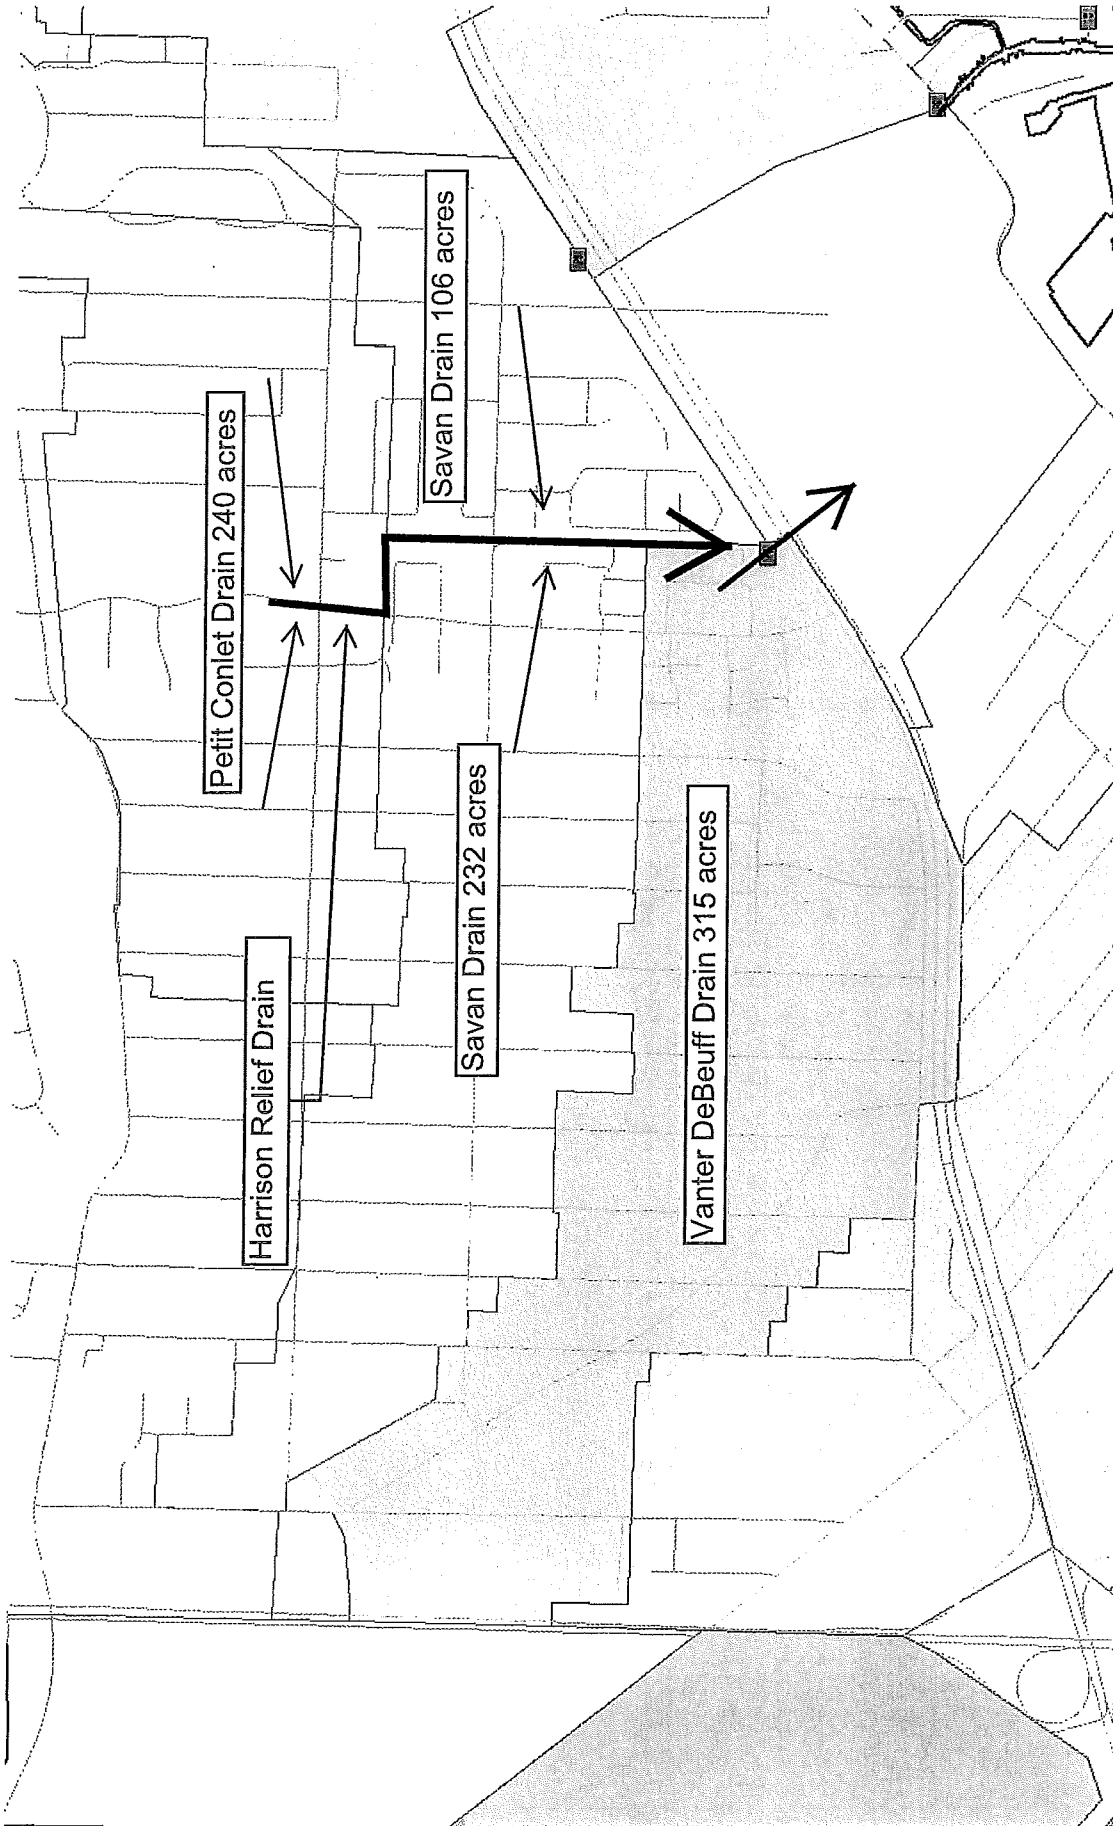 Petit Conlet Drain 240 acres
Savan Drain 106 acres
Harrison Relief Drain
Savan Drain 232 acres
Vanter DeBeuff Drain 315 acres